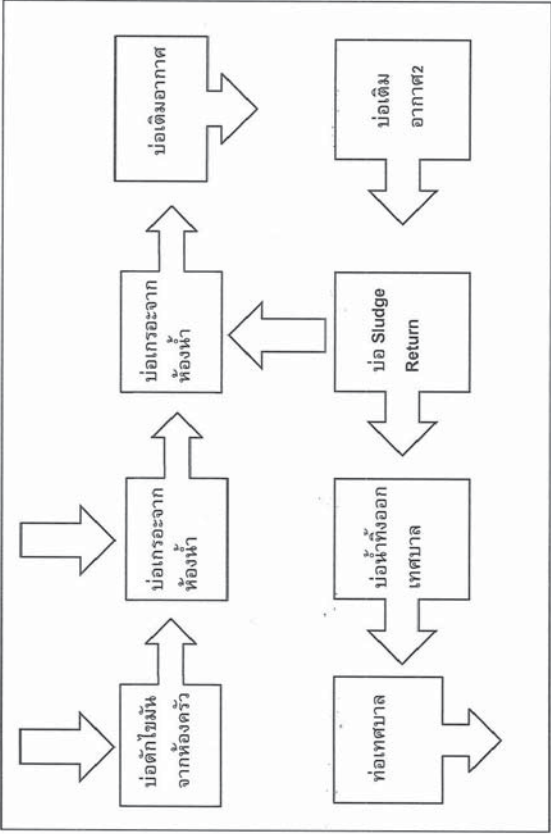 บ่อดักไขมัน
จากห้องครัว
บ่อเกรอะจาก
ห้องน้ำ
บ่อเกรอะจาก
ห้องน้ำ
บ่อเติมอากาศ
บ่อเติม
อากาศ2
บ่อ Sludge
Return
บ่อน้ำทิ้งออก
เทศบาล
ท่อเทศบาล